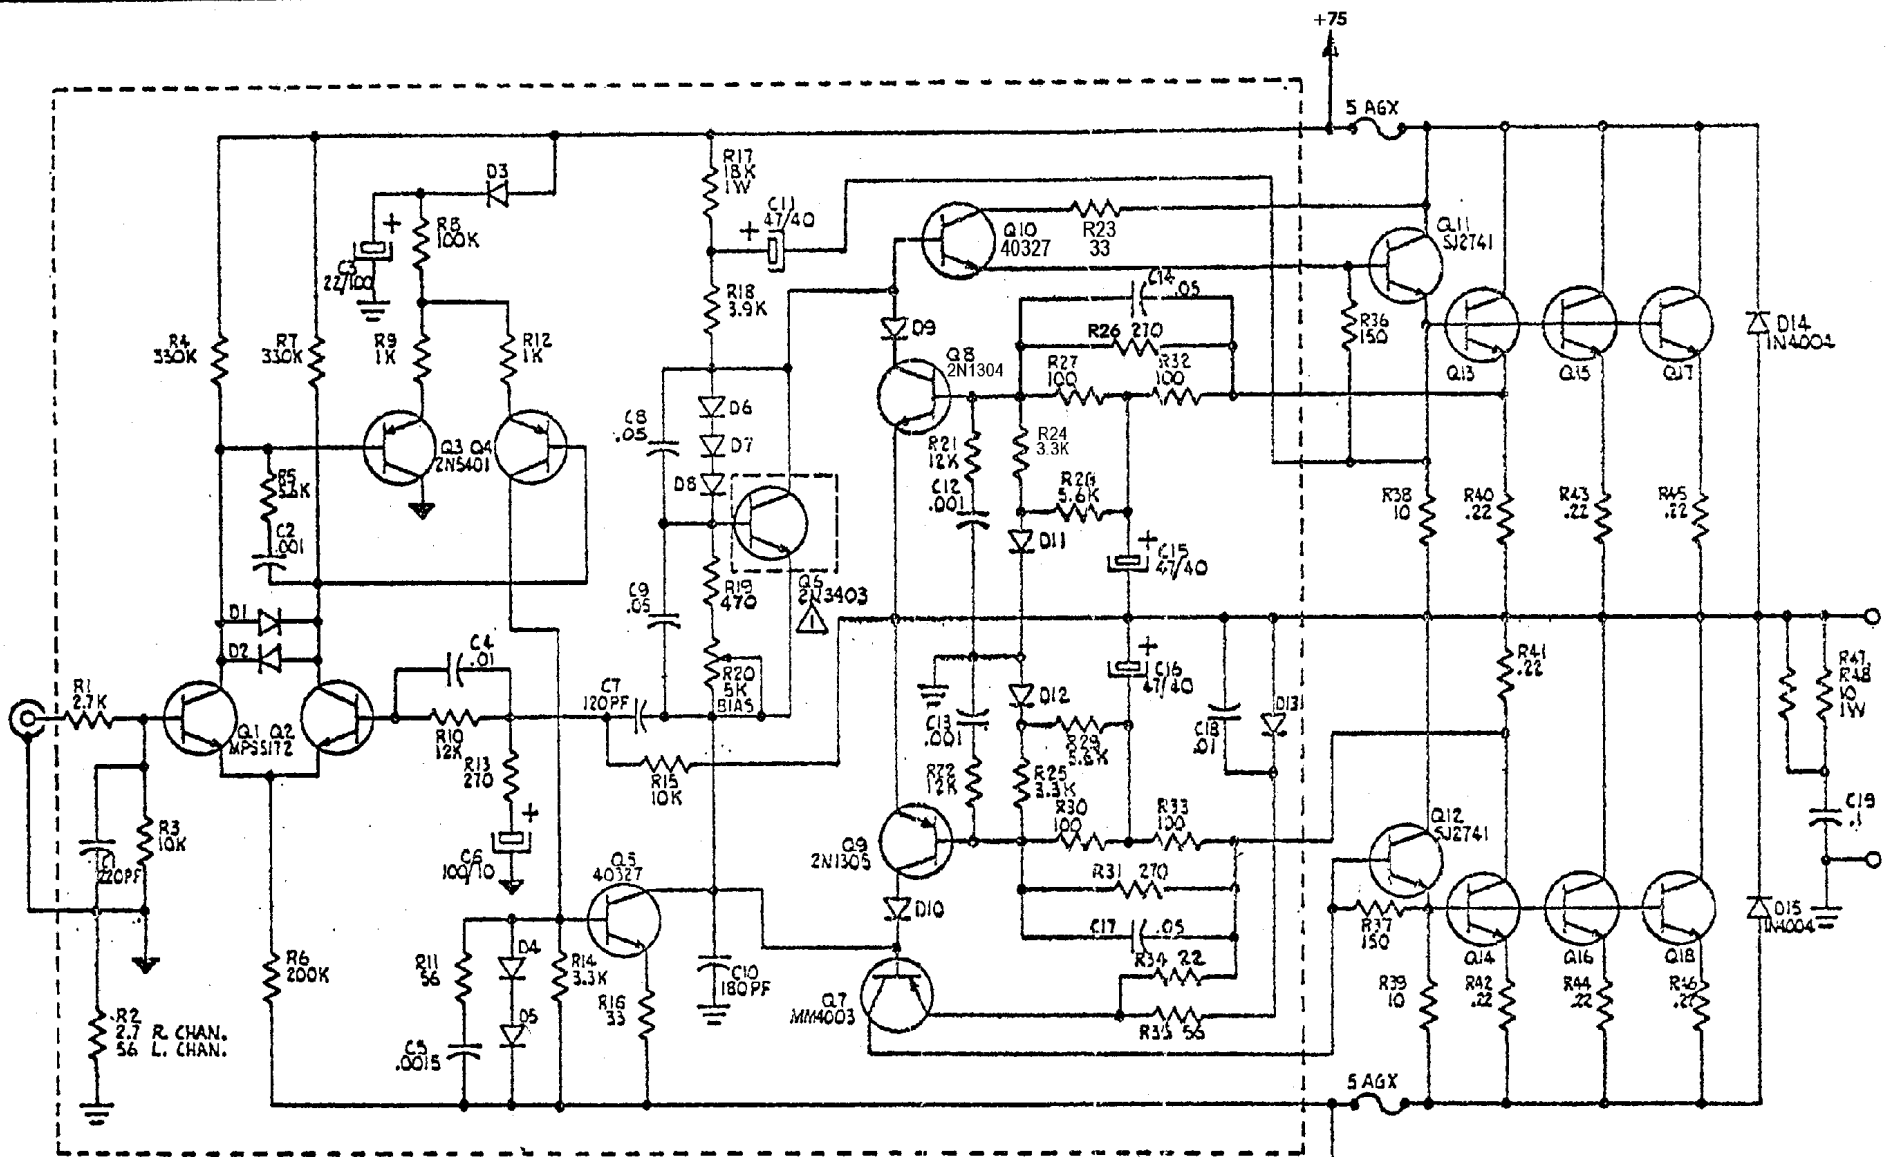 +75
5 AGX
R17
18K
1W
D3
C11
47/40
+
+
R8
100K
C3
22/100
Q10
40327
R23
33
Q11
SJ2741
R18
3.9K
C14
.05
D9
R26 270
R36
150
D14
1N4004
R4
330K
R7
330K
R9
1K
R12
1K
Q8
2N1304
R27
100
R32
100
Q13
Q15
Q17
D6
C8
.05
D7
D8
Q3 Q4
2N5401
R21
12K
R24
3.3K
R5
5.6K
R28
5.6K
C12
.001
R38
10
R40
.22
R43
.22
R45
.22
C2
.001
D11
+
C15
47/40
C9
.05
R19
470
Q6
2N3403
D1
D2
C4
.01
+
C16
47/40
R41
.22
R20
5K
BIAS
R47
R48
10
1W
R1
2.7K
C7
120PF
D12
C13
.001
D13
C18
.01
Q1 Q2
MPS5172
R10
12K
R13
270
R29
5.6K
R15
10K
R22
12K
R25
3.3K
R30
100
R33
100
C19
.1
R3
10K
C1
220PF
+
C6
100/10
Q5
40327
Q9
2N1305
Q12
SJ2741
R31 270
D10
D15
1N4004
C17 .05
R37
150
R6
200K
R11
56
D4
R14
3.3K
C10
180PF
R34 22
Q14
Q16
Q18
Q7
MM4003
R39
10
R42
.22
R44
.22
R46
.22
R16
33
D5
R35 56
R2
2.7 R. CHAN.
56 L. CHAN.
C5
.0015
5 AGX